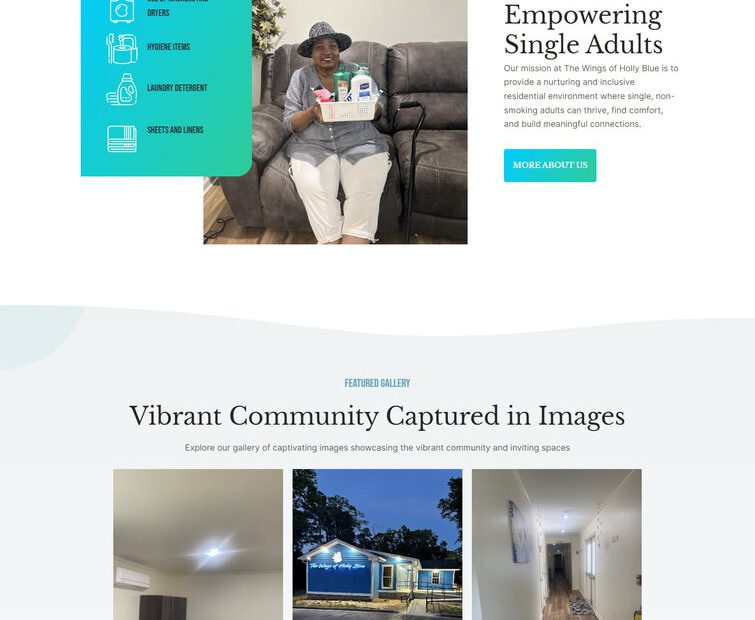 DRYERS
HYGIENE ITEMS
LAUNDRY DETERGENT
SHEETS AND LINENS
Empowering
Single Adults
Our mission at The Wings of Holly Blue is to
provide a nurturing and inclusive
residential environment where single, non-
smoking adults can thrive, find comfort,
and build meaningful connections.
MORE ABOUT US
FEATURED GALLERY
Vibrant Community Captured in Images
Explore our gallery of captivating images showcasing the vibrant community and inviting spaces
The Wings of Holly Blue